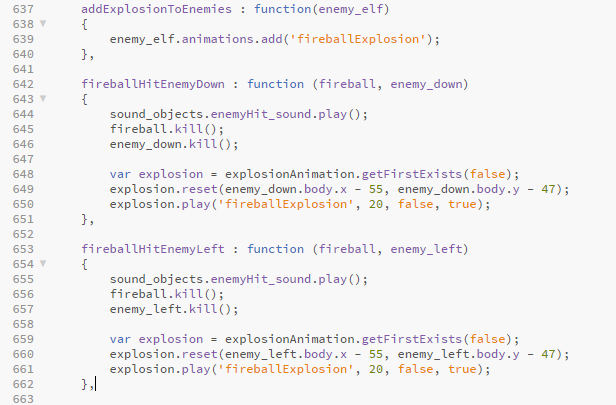 637 addExplosionToEnemies : function(enemy_elf)
638 {
639 enemy_elf.animations.add('fireballExplosion');
640 },
641
642 fireballHitEnemyDown : function (fireball, enemy_down)
643 {
644 sound_objects.enemyHit_sound.play();
645 fireball.kill();
646 enemy_down.kill();
647
648 var explosion = explosionAnimation.getFirstExists(false);
649 explosion.reset(enemy_down.body.x - 55, enemy_down.body.y - 47);
650 explosion.play('fireballExplosion', 20, false, true);
651 },
652
653 fireballHitEnemyLeft : function (fireball, enemy_left)
654 {
655 sound_objects.enemyHit_sound.play();
656 fireball.kill();
657 enemy_left.kill();
658
659 var explosion = explosionAnimation.getFirstExists(false);
660 explosion.reset(enemy_left.body.x - 55, enemy_left.body.y - 47);
661 explosion.play('fireballExplosion', 20, false, true);
662 },
663